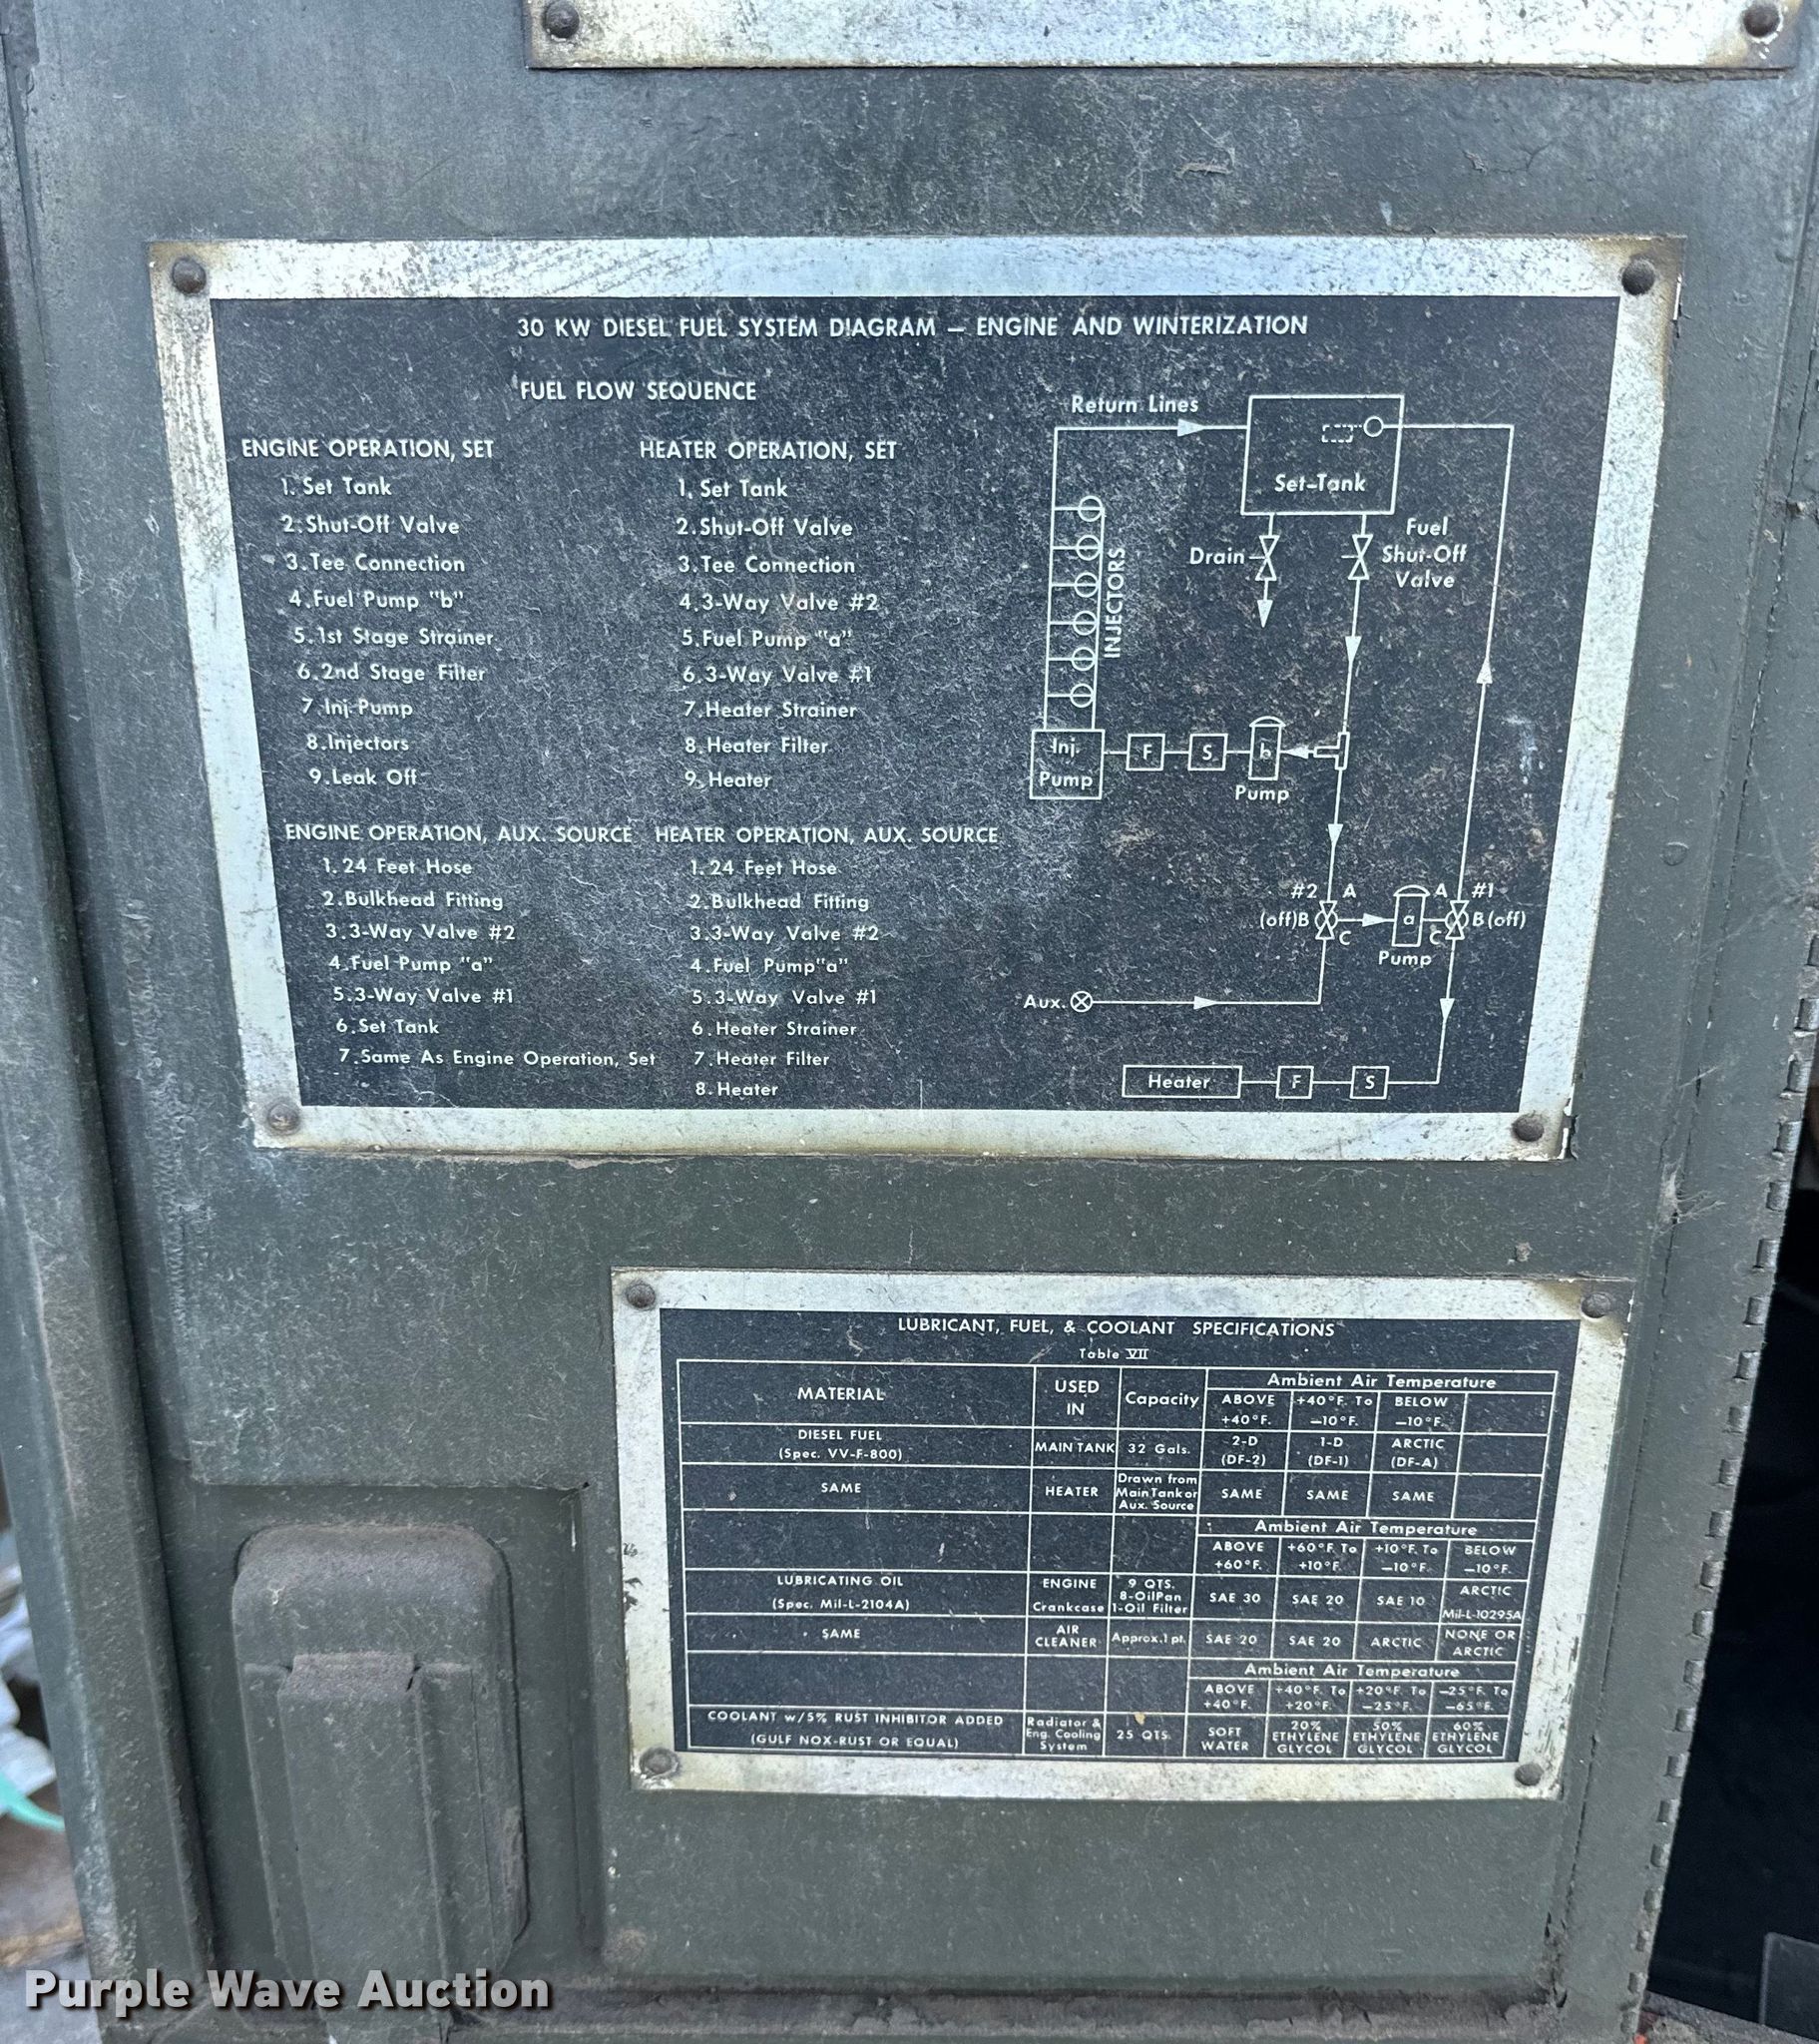 30 KW DIESEL FUEL SYSTEM DIAGRAM — ENGINE AND WINTERIZATION
FUEL FLOW SEQUENCE
ENGINE OPERATION, SET
1. Set Tank
2. Shut-Off Valve
3. Tee Connection
4. Fuel Pump "b"
5. 1st Stage Strainer
6. 2nd Stage Filter
7. Inj. Pump
8. Injectors
9. Leak Off
HEATER OPERATION, SET
1. Set Tank
2. Shut-Off Valve
3. Tee Connection
4. 3-Way Valve #2
5. Fuel Pump "a"
6. 3-Way Valve #1
7. Heater Strainer
8. Heater Filter
9. Heater
ENGINE OPERATION, AUX. SOURCE
1. 24 Feet Hose
2. Bulkhead Fitting
3. 3-Way Valve #2
4. Fuel Pump "a"
5. 3-Way Valve #1
6. Set Tank
7. Same As Engine Operation, Set
HEATER OPERATION, AUX. SOURCE
1. 24 Feet Hose
2. Bulkhead Fitting
3. 3-Way Valve #2
4. Fuel Pump "a"
5. 3-Way Valve #1
6. Heater Strainer
7. Heater Filter
8. Heater
Return Lines
Set-Tank
Drain
Fuel
Shut-Off
Valve
INJECTORS
Inj.
Pump
F
S
b
Pump
#2 A
(off)B
C
a
Pump
A #1
B(off)
C
Aux.
Heater
F
S
LUBRICANT, FUEL, & COOLANT SPECIFICATIONS
Table VII
MATERIAL
USED
IN
Capacity
Ambient Air Temperature
ABOVE
+40°F.
+40°F. To
—10°F.
BELOW
—10°F.
DIESEL FUEL
(Spec. VV-F-800)
MAIN TANK
32 Gals.
2-D
(DF-2)
1-D
(DF-1)
ARCTIC
(DF-A)
SAME
HEATER
Drawn from
Main Tank or
Aux. Source
SAME
SAME
SAME
Ambient Air Temperature
ABOVE
+60°F.
+60°F. To
+10°F.
+10°F. To
—10°F.
BELOW
—10°F.
LUBRICATING OIL
(Spec. Mil-L-2104A)
ENGINE
Crankcase
9 QTS.
8-Oil Pan
1-Oil Filter
SAE 30
SAE 20
SAE 10
ARCTIC
Mil-L-10295A
SAME
AIR
CLEANER
Approx. 1 pt.
SAE 20
SAE 20
ARCTIC
NONE OR
ARCTIC
Ambient Air Temperature
ABOVE
+40°F.
+40°F. To
+20°F.
+20°F. To
—25°F.
—25°F. To
—65°F.
COOLANT w/5% RUST INHIBITOR ADDED
(GULF NOX-RUST OR EQUAL)
Radiator &
Eng. Cooling
System
25 QTS.
SOFT
WATER
20%
ETHYLENE
GLYCOL
50%
ETHYLENE
GLYCOL
60%
ETHYLENE
GLYCOL
Purple Wave Auction